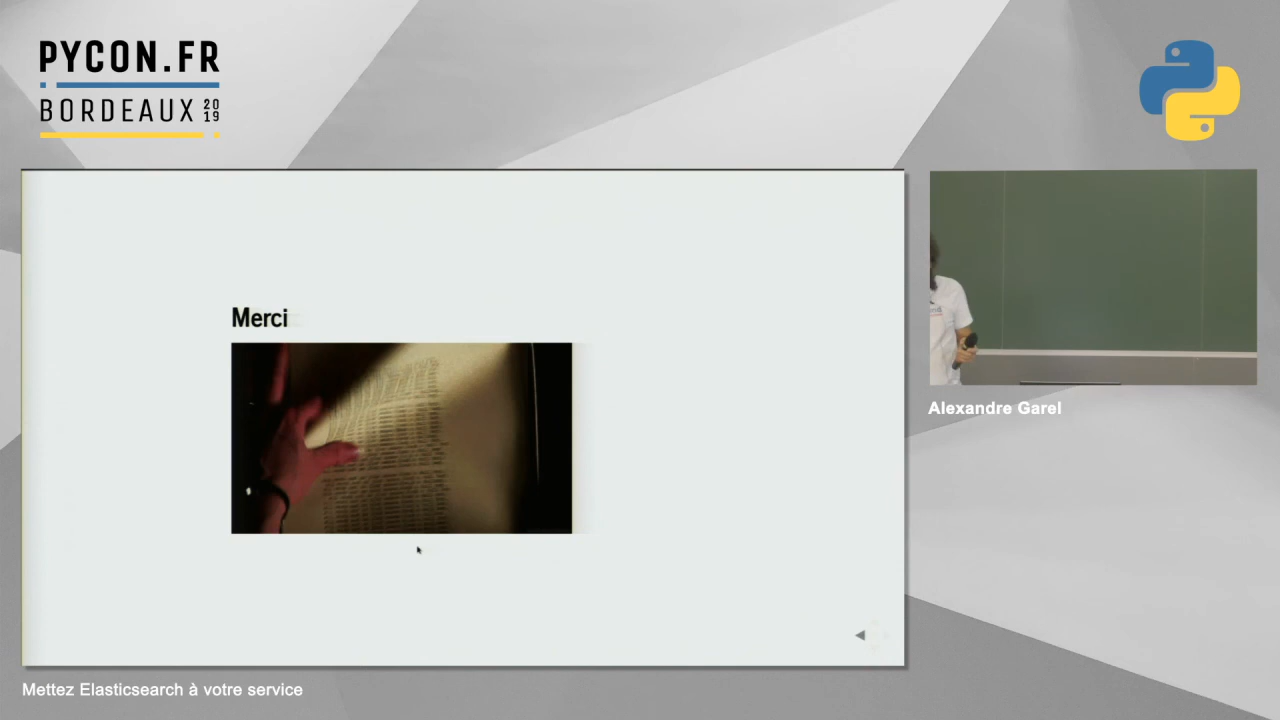 PYCON.FR
BORDEAUX 2019
Merci
Alexandre Garel
Mettez Elasticsearch à votre service